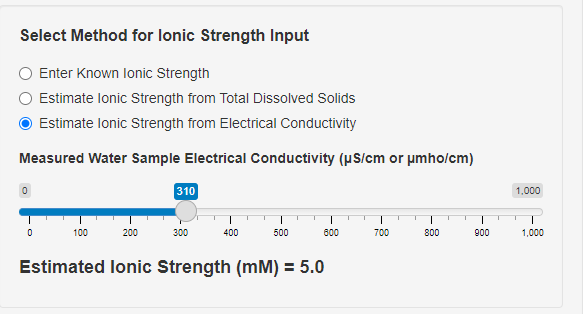 Select Method for Ionic Strength Input
Enter Known Ionic Strength
Estimate Ionic Strength from Total Dissolved Solids
Estimate Ionic Strength from Electrical Conductivity
Measured Water Sample Electrical Conductivity (µS/cm or µmho/cm)
0 310 1,000
0 100 200 300 400 500 600 700 800 900 1,000
Estimated Ionic Strength (mM) = 5.0